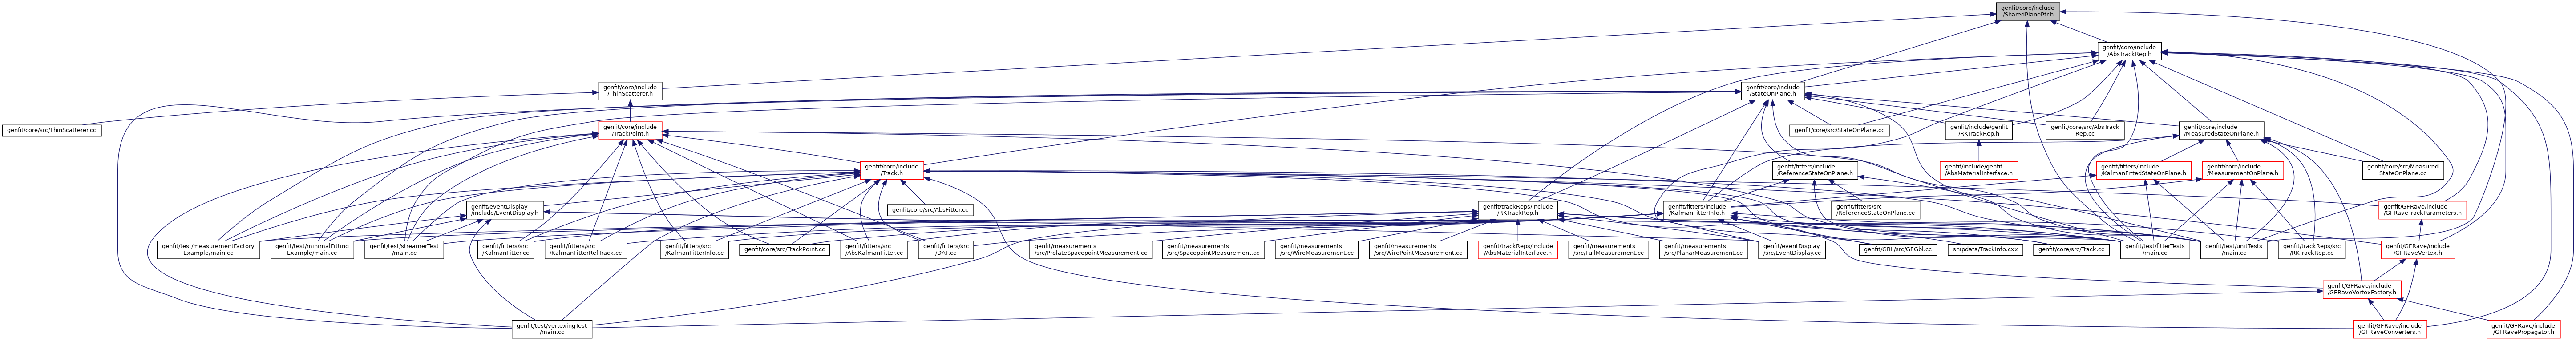 genfit/core/include
/SharedPlanePtr.h
genfit/core/include
/AbsTrackRep.h
genfit/core/include
/ThinScatterer.h
genfit/core/include
/StateOnPlane.h
genfit/core/src/ThinScatterer.cc
genfit/core/include
/TrackPoint.h
genfit/core/src/StateOnPlane.cc
genfit/include/genfit
/RKTrackRep.h
genfit/core/src/AbsTrack
Rep.cc
genfit/core/include
/MeasuredStateOnPlane.h
genfit/core/include
/Track.h
genfit/fitters/include
/ReferenceStateOnPlane.h
genfit/include/genfit
/AbsMaterialInterface.h
genfit/fitters/include
/KalmanFittedStateOnPlane.h
genfit/core/include
/MeasurementOnPlane.h
genfit/core/src/Measured
StateOnPlane.cc
genfit/eventDisplay
/include/EventDisplay.h
genfit/core/src/AbsFitter.cc
genfit/trackReps/include
/RKTrackRep.h
genfit/fitters/include
/KalmanFitterInfo.h
genfit/fitters/src
/ReferenceStateOnPlane.cc
genfit/GFRave/include
/GFRaveTrackParameters.h
genfit/test/measurementFactory
Example/main.cc
genfit/test/minimalFitting
Example/main.cc
genfit/test/streamerTest
/main.cc
genfit/fitters/src
/KalmanFitter.cc
genfit/fitters/src
/KalmanFitterRefTrack.cc
genfit/fitters/src
/KalmanFitterInfo.cc
genfit/core/src/TrackPoint.cc
genfit/fitters/src
/AbsKalmanFitter.cc
genfit/fitters/src
/DAF.cc
genfit/measurements
/src/ProlateSpacepointMeasurement.cc
genfit/measurements
/src/SpacepointMeasurement.cc
genfit/measurements
/src/WireMeasurement.cc
genfit/measurements
/src/WirePointMeasurement.cc
genfit/trackReps/include
/AbsMaterialInterface.h
genfit/measurements
/src/FullMeasurement.cc
genfit/measurements
/src/PlanarMeasurement.cc
genfit/eventDisplay
/src/EventDisplay.cc
genfit/GBL/src/GFGbl.cc
shipdata/TrackInfo.cxx
genfit/core/src/Track.cc
genfit/test/fitterTests
/main.cc
genfit/test/unitTests
/main.cc
genfit/trackReps/src
/RKTrackRep.cc
genfit/GFRave/include
/GFRaveVertex.h
genfit/GFRave/include
/GFRaveVertexFactory.h
genfit/test/vertexingTest
/main.cc
genfit/GFRave/include
/GFRaveConverters.h
genfit/GFRave/include
/GFRavePropagator.h